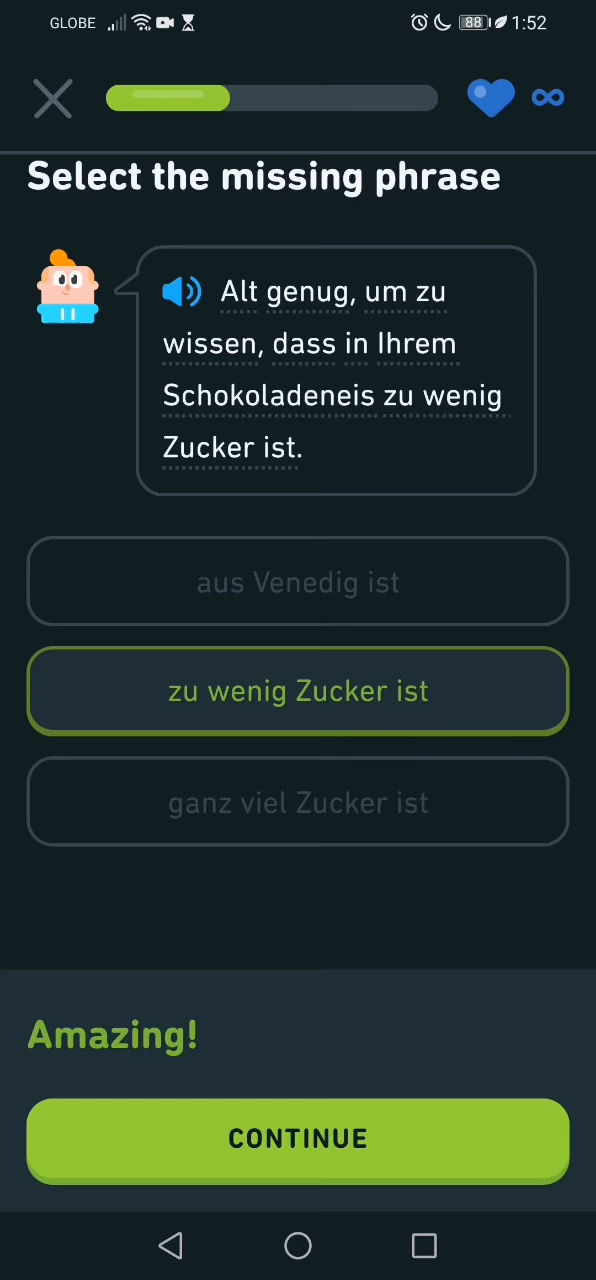 GLOBE 88 1:52
Select the missing phrase
Alt genug, um zu
wissen, dass in Ihrem
Schokoladeneis zu wenig
Zucker ist.
aus Venedig ist
zu wenig Zucker ist
ganz viel Zucker ist
Amazing!
CONTINUE